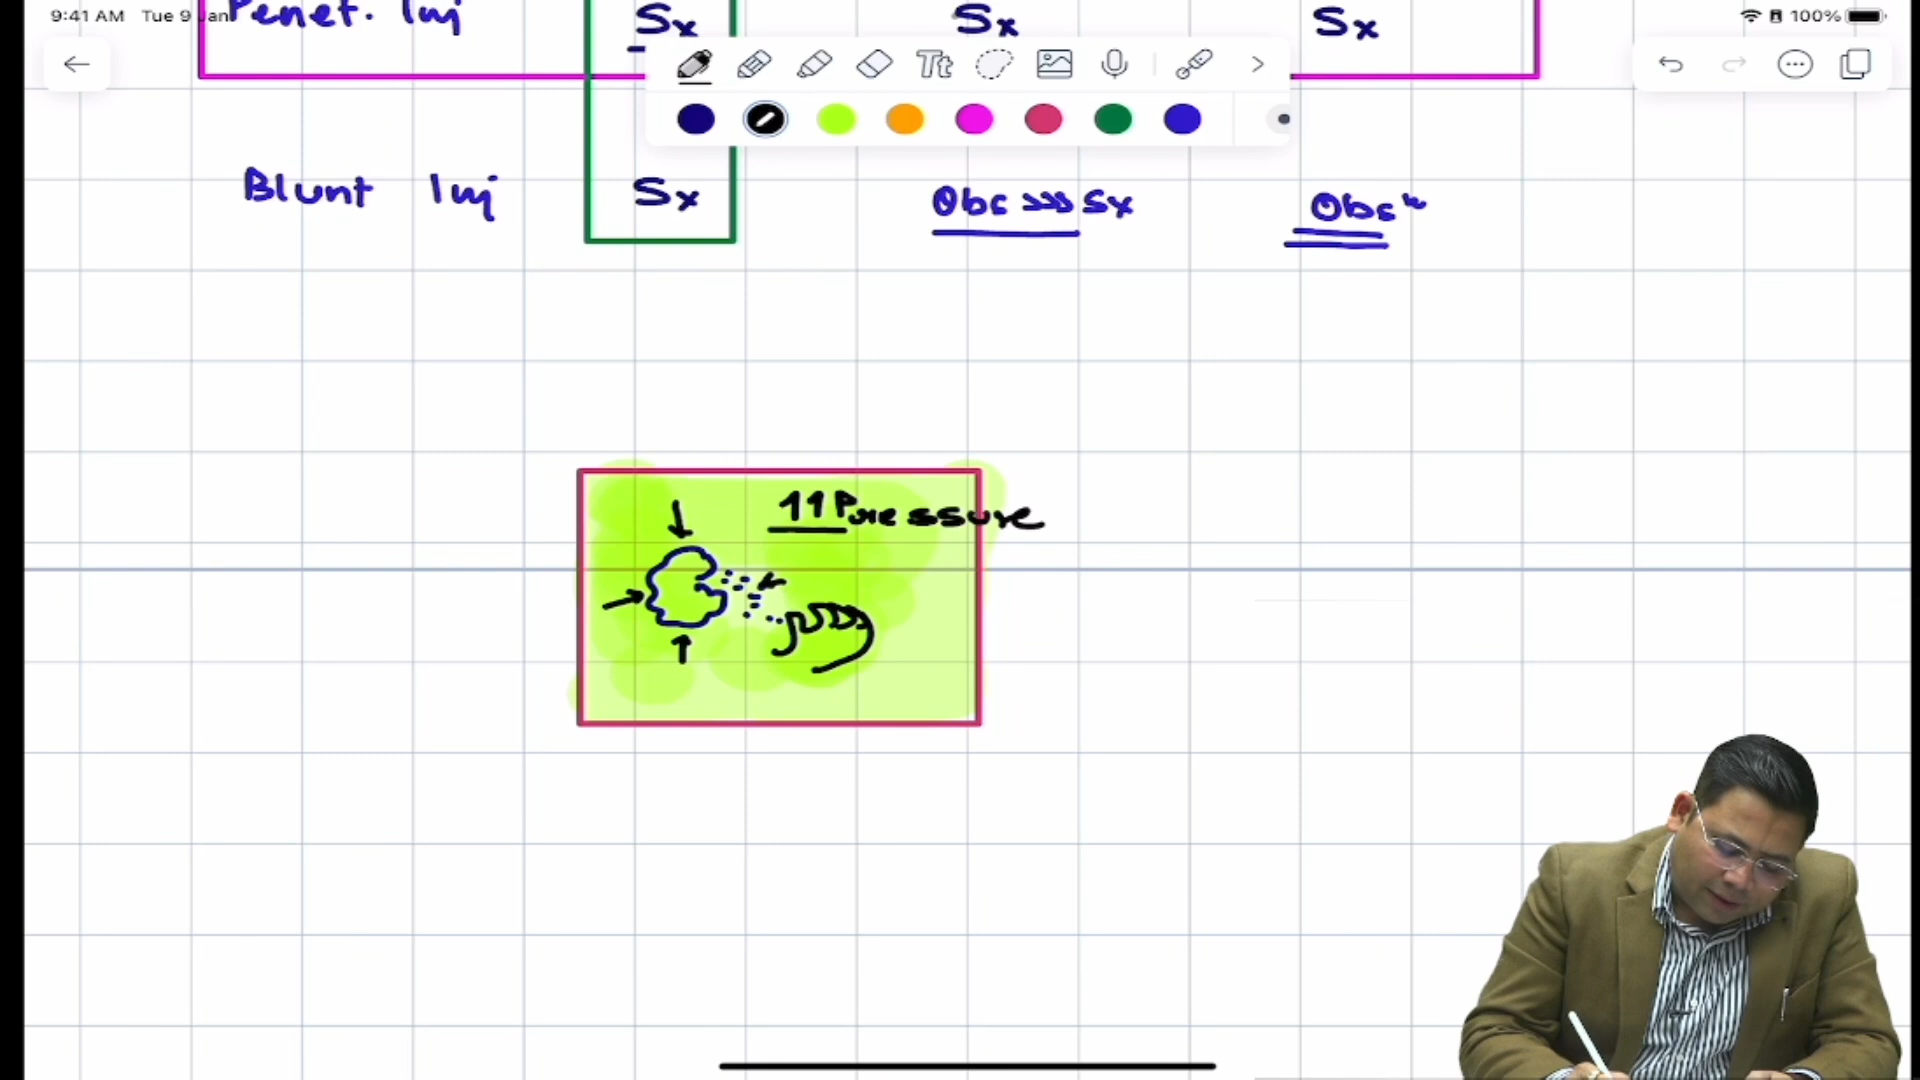 9:41 AM Tue 9 Jan
100%
Penet. Inj Sx Sx Sx
Tt
Blunt Inj Sx Obs >>> Sx Obsⁿ
↑↑Pressure